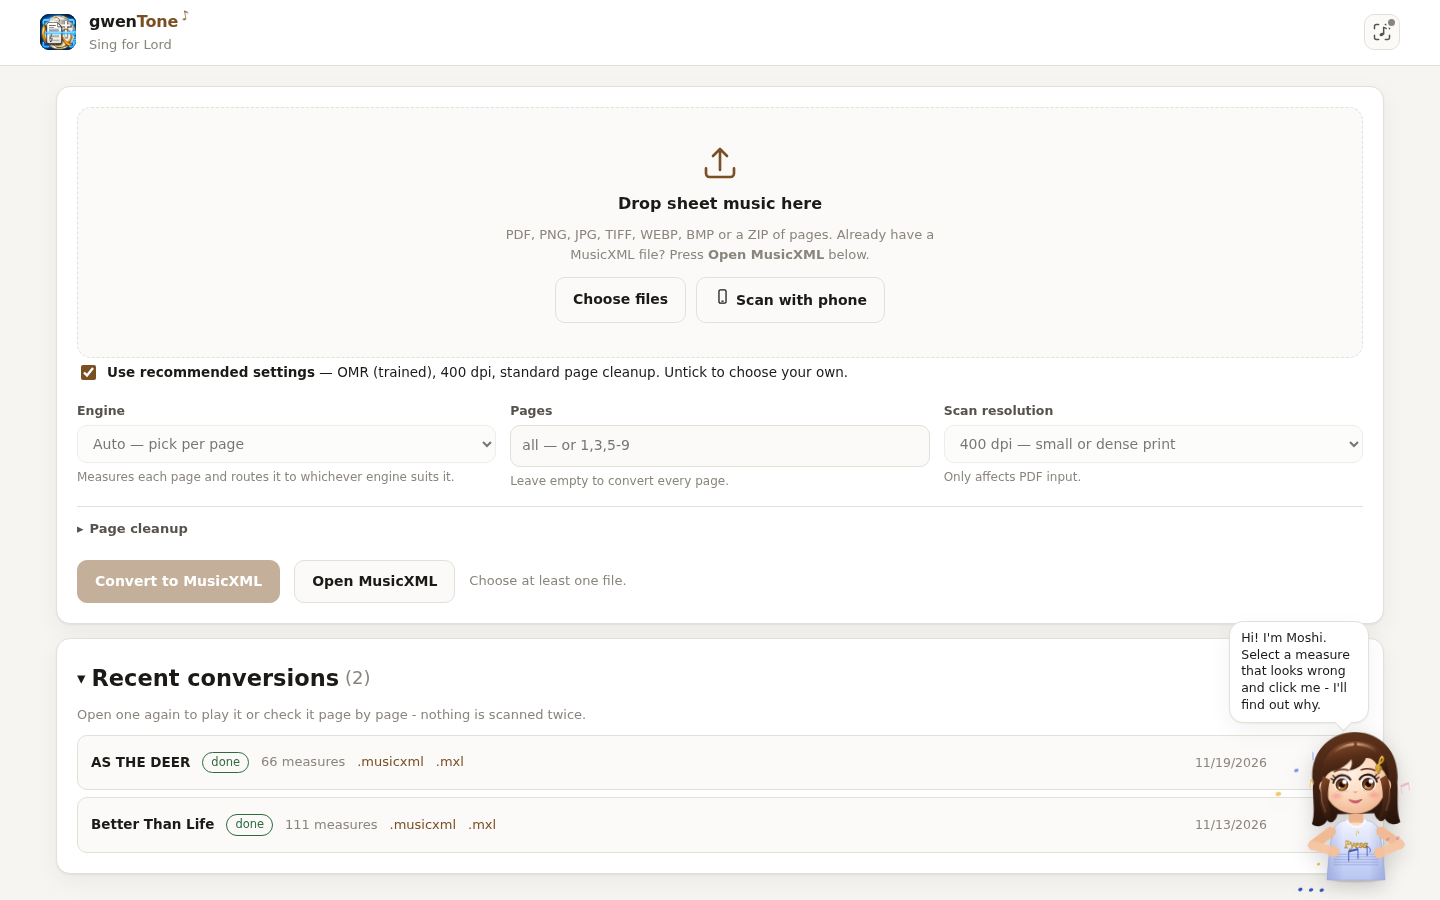 gwenTone
Sing for Lord
Drop sheet music here
PDF, PNG, JPG, TIFF, WEBP, BMP or a ZIP of pages. Already have a
MusicXML file? Press Open MusicXML below.
Choose files
Scan with phone
Use recommended settings — OMR (trained), 400 dpi, standard page cleanup. Untick to choose your own.
Engine
Pages
Scan resolution
Auto — pick per page
all — or 1,3,5-9
400 dpi — small or dense print
Measures each page and routes it to whichever engine suits it.
Leave empty to convert every page.
Only affects PDF input.
Page cleanup
Convert to MusicXML
Open MusicXML
Choose at least one file.
Hi! I'm Moshi.
Select a measure
that looks wrong
and click me - I'll
find out why.
Recent conversions (2)
Open one again to play it or check it page by page - nothing is scanned twice.
AS THE DEER done 66 measures .musicxml .mxl 11/19/2026
Better Than Life done 111 measures .musicxml .mxl 11/13/2026